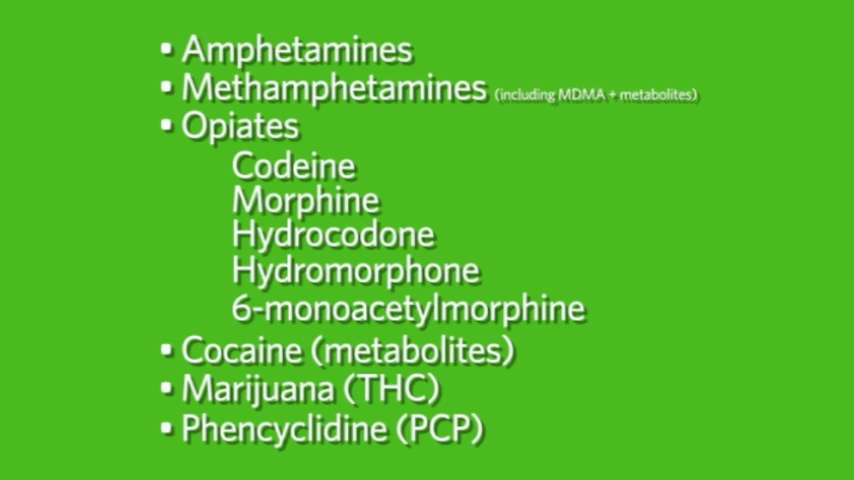 ▪ Amphetamines
▪ Methamphetamines (including MDMA + metabolites)
▪ Opiates
Codeine
Morphine
Hydrocodone
Hydromorphone
6-monoacetylmorphine
▪ Cocaine (metabolites)
▪ Marijuana (THC)
▪ Phencyclidine (PCP)